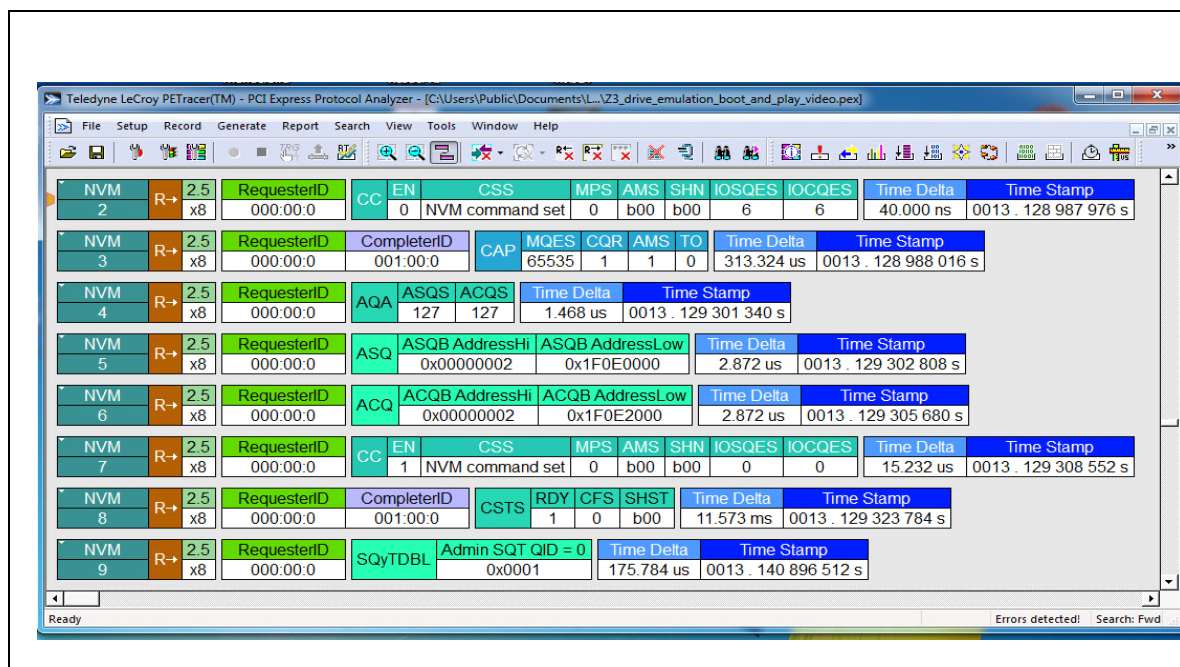 Teledyne LeCroy PETracer(TM) - PCI Express Protocol Analyzer - [C:\Users\Public\Documents\L...\Z3_drive_emulation_boot_and_play_video.pex]
File Setup Record Generate Report Search View Tools Window Help
NVM R→ 2.5 RequesterID CC EN CSS MPS AMS SHN IOSQES IOCQES Time Delta Time Stamp
2 x8 000:00:0 0 NVM command set 0 b00 b00 6 6 40.000 ns 0013 . 128 987 976 s
NVM R→ 2.5 RequesterID CompleterID CAP MQES CQR AMS TO Time Delta Time Stamp
3 x8 000:00:0 001:00:0 65535 1 1 0 313.324 us 0013 . 128 988 016 s
NVM R→ 2.5 RequesterID AQA ASQS ACQS Time Delta Time Stamp
4 x8 000:00:0 127 127 1.468 us 0013 . 129 301 340 s
NVM R→ 2.5 RequesterID ASQ ASQB AddressHi ASQB AddressLow Time Delta Time Stamp
5 x8 000:00:0 0x00000002 0x1F0E0000 2.872 us 0013 . 129 302 808 s
NVM R→ 2.5 RequesterID ACQ ACQB AddressHi ACQB AddressLow Time Delta Time Stamp
6 x8 000:00:0 0x00000002 0x1F0E2000 2.872 us 0013 . 129 305 680 s
NVM R→ 2.5 RequesterID CC EN CSS MPS AMS SHN IOSQES IOCQES Time Delta Time Stamp
7 x8 000:00:0 1 NVM command set 0 b00 b00 0 0 15.232 us 0013 . 129 308 552 s
NVM R→ 2.5 RequesterID CompleterID CSTS RDY CFS SHST Time Delta Time Stamp
8 x8 000:00:0 001:00:0 1 0 b00 11.573 ms 0013 . 129 323 784 s
NVM R→ 2.5 RequesterID SQyTDBL Admin SQT QID = 0 Time Delta Time Stamp
9 x8 000:00:0 0x0001 175.784 us 0013 . 140 896 512 s
Ready Errors detected! Search: Fwd